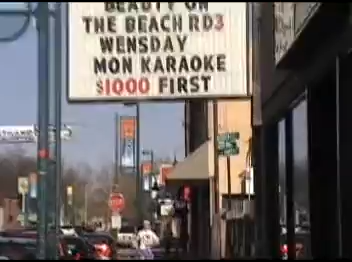 BEAUTY ON
THE BEACH RD3
WENSDAY
MON KARAOKE
$1000 FIRST